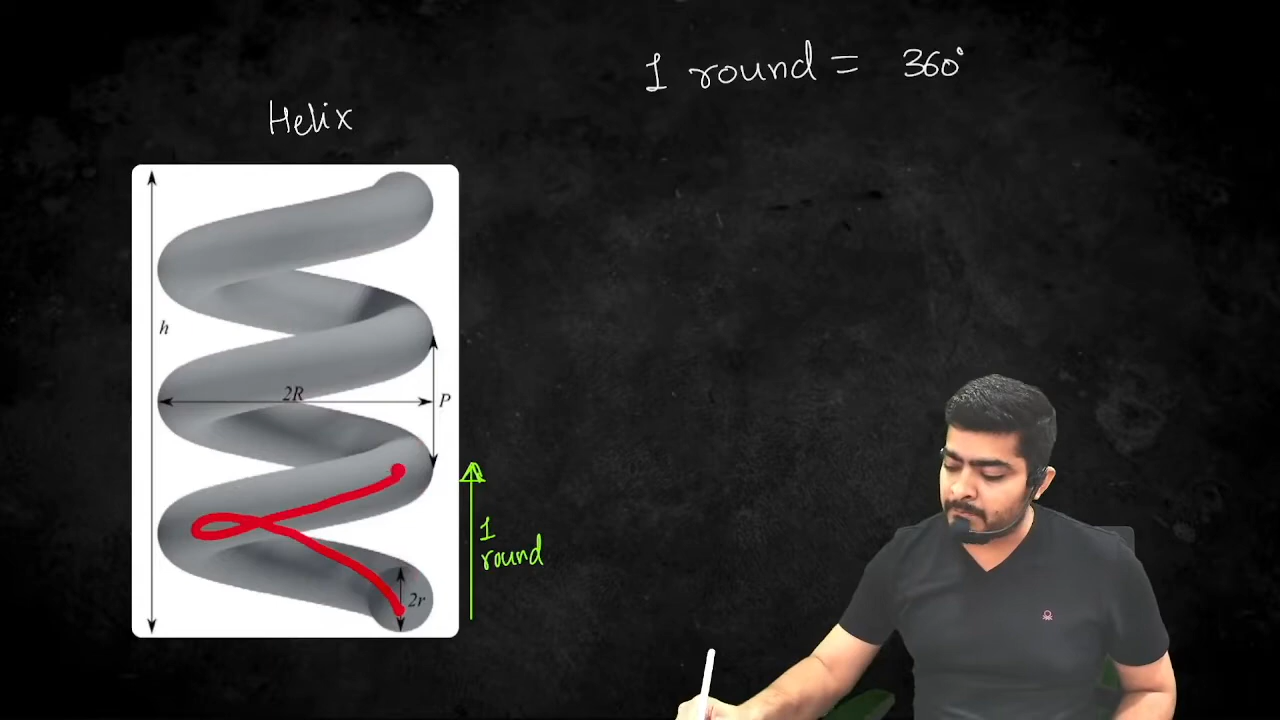 1 round = 360°
Helix
h
2R
P
1
round
2r